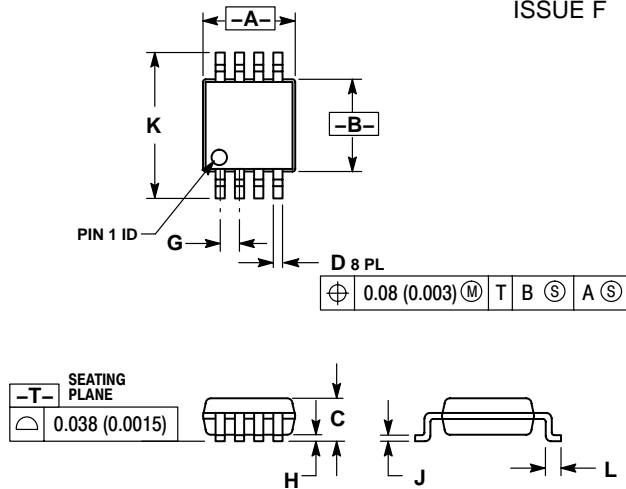 ISSUE F
–A–
K
–B–
PIN 1 ID
G
D 8 PL
⌖ 0.08 (0.003) Ⓜ T B Ⓢ A Ⓢ
–T– SEATING
PLANE
⌓ 0.038 (0.0015)
C
H
J
L